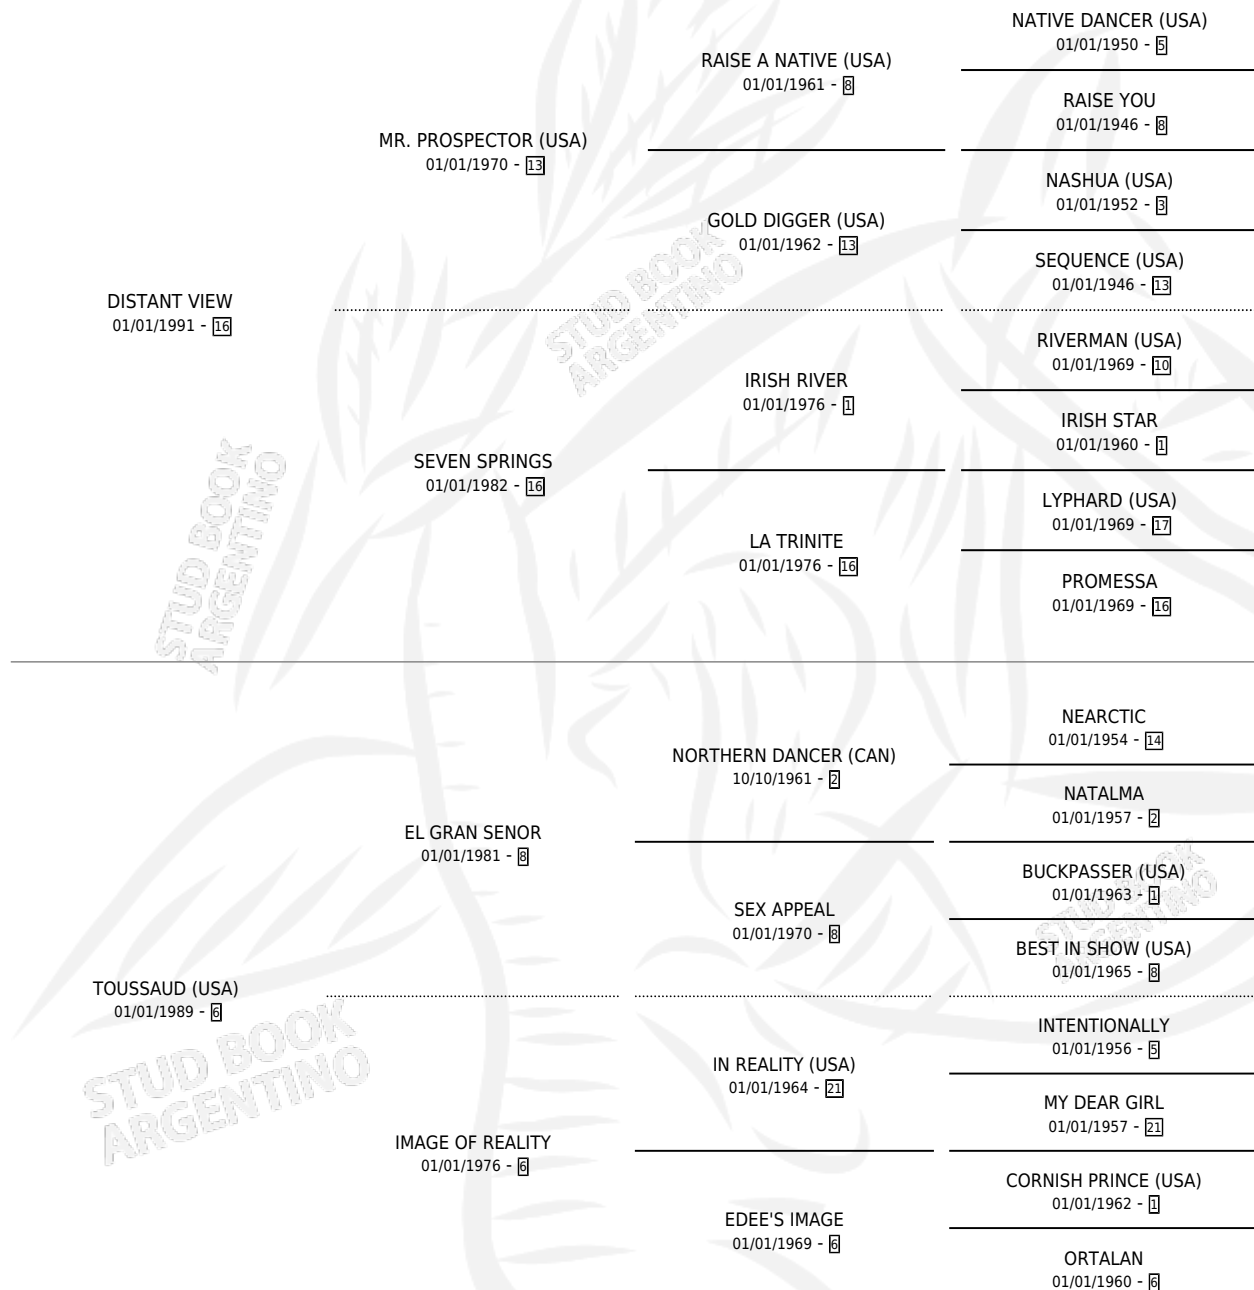 NATIVE DANCER (USA)
01/01/1950 - 5
RAISE A NATIVE (USA)
01/01/1961 - 8
RAISE YOU
01/01/1946 - 8
MR. PROSPECTOR (USA)
01/01/1970 - 13
NASHUA (USA)
01/01/1952 - 3
GOLD DIGGER (USA)
01/01/1962 - 13
SEQUENCE (USA)
01/01/1946 - 13
DISTANT VIEW
01/01/1991 - 16
STUD BOOK
ARGENTINO
RIVERMAN (USA)
01/01/1969 - 10
IRISH RIVER
01/01/1976 - 1
IRISH STAR
01/01/1960 - 1
SEVEN SPRINGS
01/01/1982 - 16
LYPHARD (USA)
01/01/1969 - 17
LA TRINITE
01/01/1976 - 16
PROMESSA
01/01/1969 - 16
STUD BOOK
ARGENTINO
NEARCTIC
01/01/1954 - 14
NORTHERN DANCER (CAN)
10/10/1961 - 2
NATALMA
01/01/1957 - 2
EL GRAN SENOR
01/01/1981 - 8
BUCKPASSER (USA)
01/01/1963 - 1
SEX APPEAL
01/01/1970 - 8
BEST IN SHOW (USA)
01/01/1965 - 8
STUD BOOK
ARGENTINO
TOUSSAUD (USA)
01/01/1989 - 6
INTENTIONALLY
01/01/1956 - 5
IN REALITY (USA)
01/01/1964 - 21
MY DEAR GIRL
01/01/1957 - 21
STUD BOOK
ARGENTINO
IMAGE OF REALITY
01/01/1976 - 6
CORNISH PRINCE (USA)
01/01/1962 - 1
EDEE'S IMAGE
01/01/1969 - 6
ORTALAN
01/01/1960 - 6